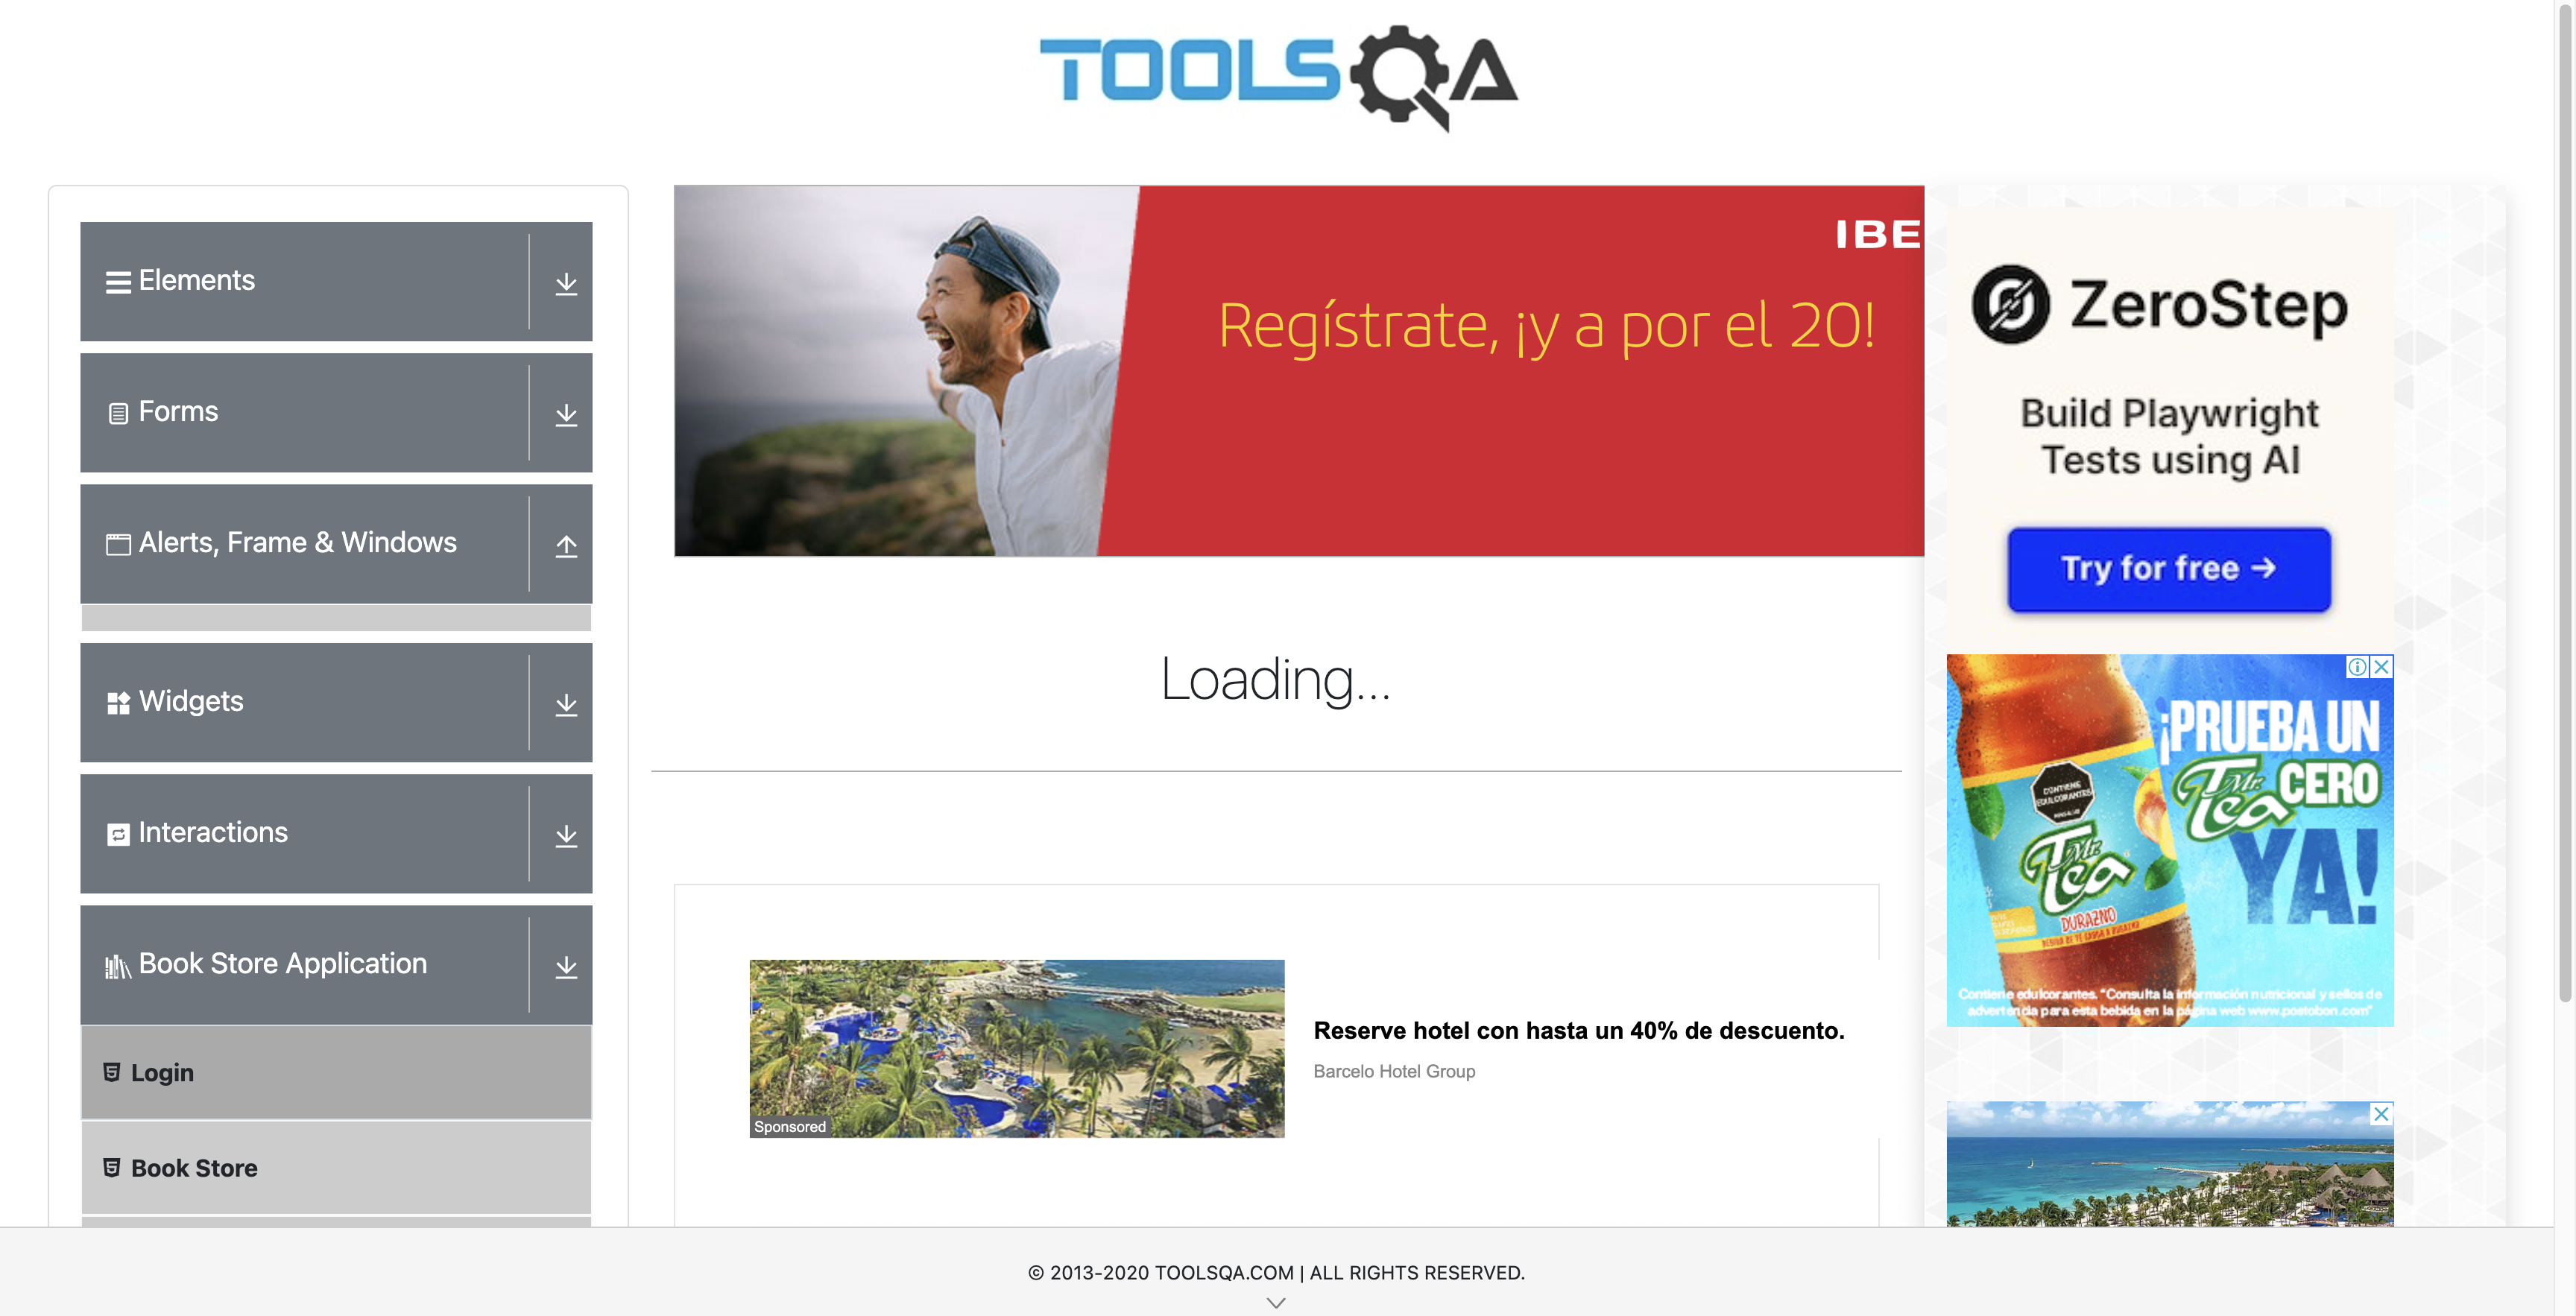 TOOLSQA
Elements
Forms
Alerts, Frame & Windows
Widgets
Interactions
Book Store Application
Login
Book Store
IBE
Regístrate, ¡y a por el 20!
Loading...
Sponsored
Reserve hotel con hasta un 40% de descuento.
Barcelo Hotel Group
ZeroStep
Build Playwright
Tests using AI
Try for free →
¡PRUEBA UN
Mr. Tea CERO
YA!
CONTIENE
EDULCORANTES
Mr.
Tea
DURAZNO
Contiene edulcorantes. "Consulta la información nutricional y sellos de
advertencia para esta bebida en la página web www.postobon.com"
© 2013-2020 TOOLSQA.COM | ALL RIGHTS RESERVED.